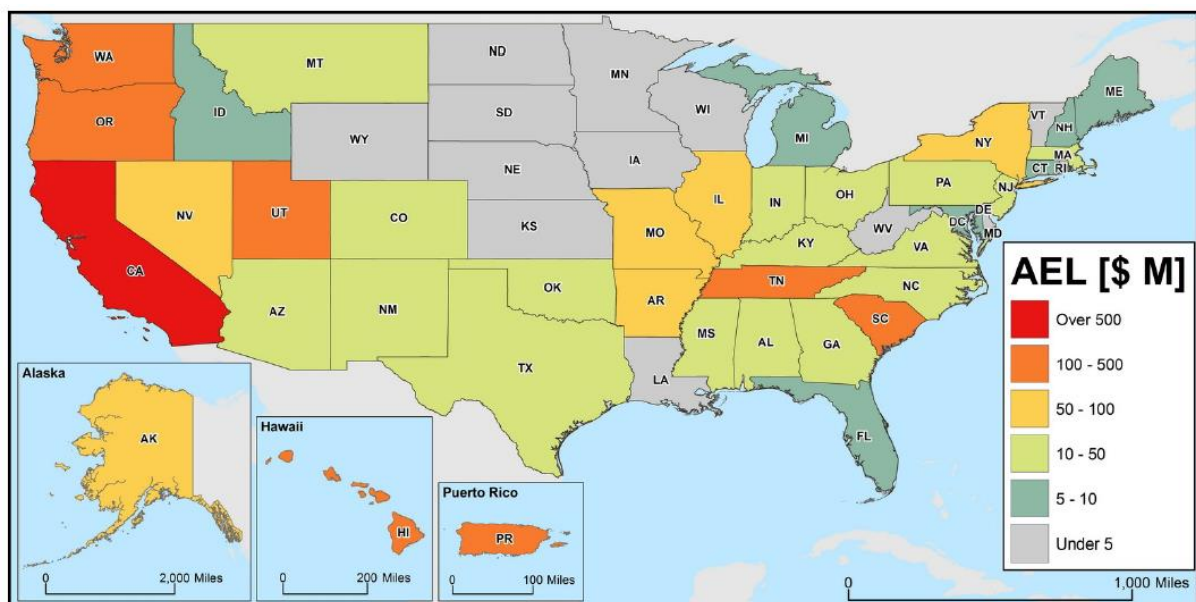 WA
MT
ND
MN
OR
ID
WY
SD
WI
MI
NY
VT
NH
ME
MA
CT
RI
NV
UT
CO
NE
IA
KS
MO
IL
IN
OH
PA
NJ
DE
DC
MD
WV
VA
KY
CA
AZ
NM
OK
AR
TN
NC
SC
TX
LA
MS
AL
GA
FL
AEL [$ M]
Over 500
100 - 500
50 - 100
10 - 50
5 - 10
Under 5
Alaska
AK
0 2,000 Miles
Hawaii
HI
0 200 Miles
Puerto Rico
PR
0 100 Miles
0 1,000 Miles